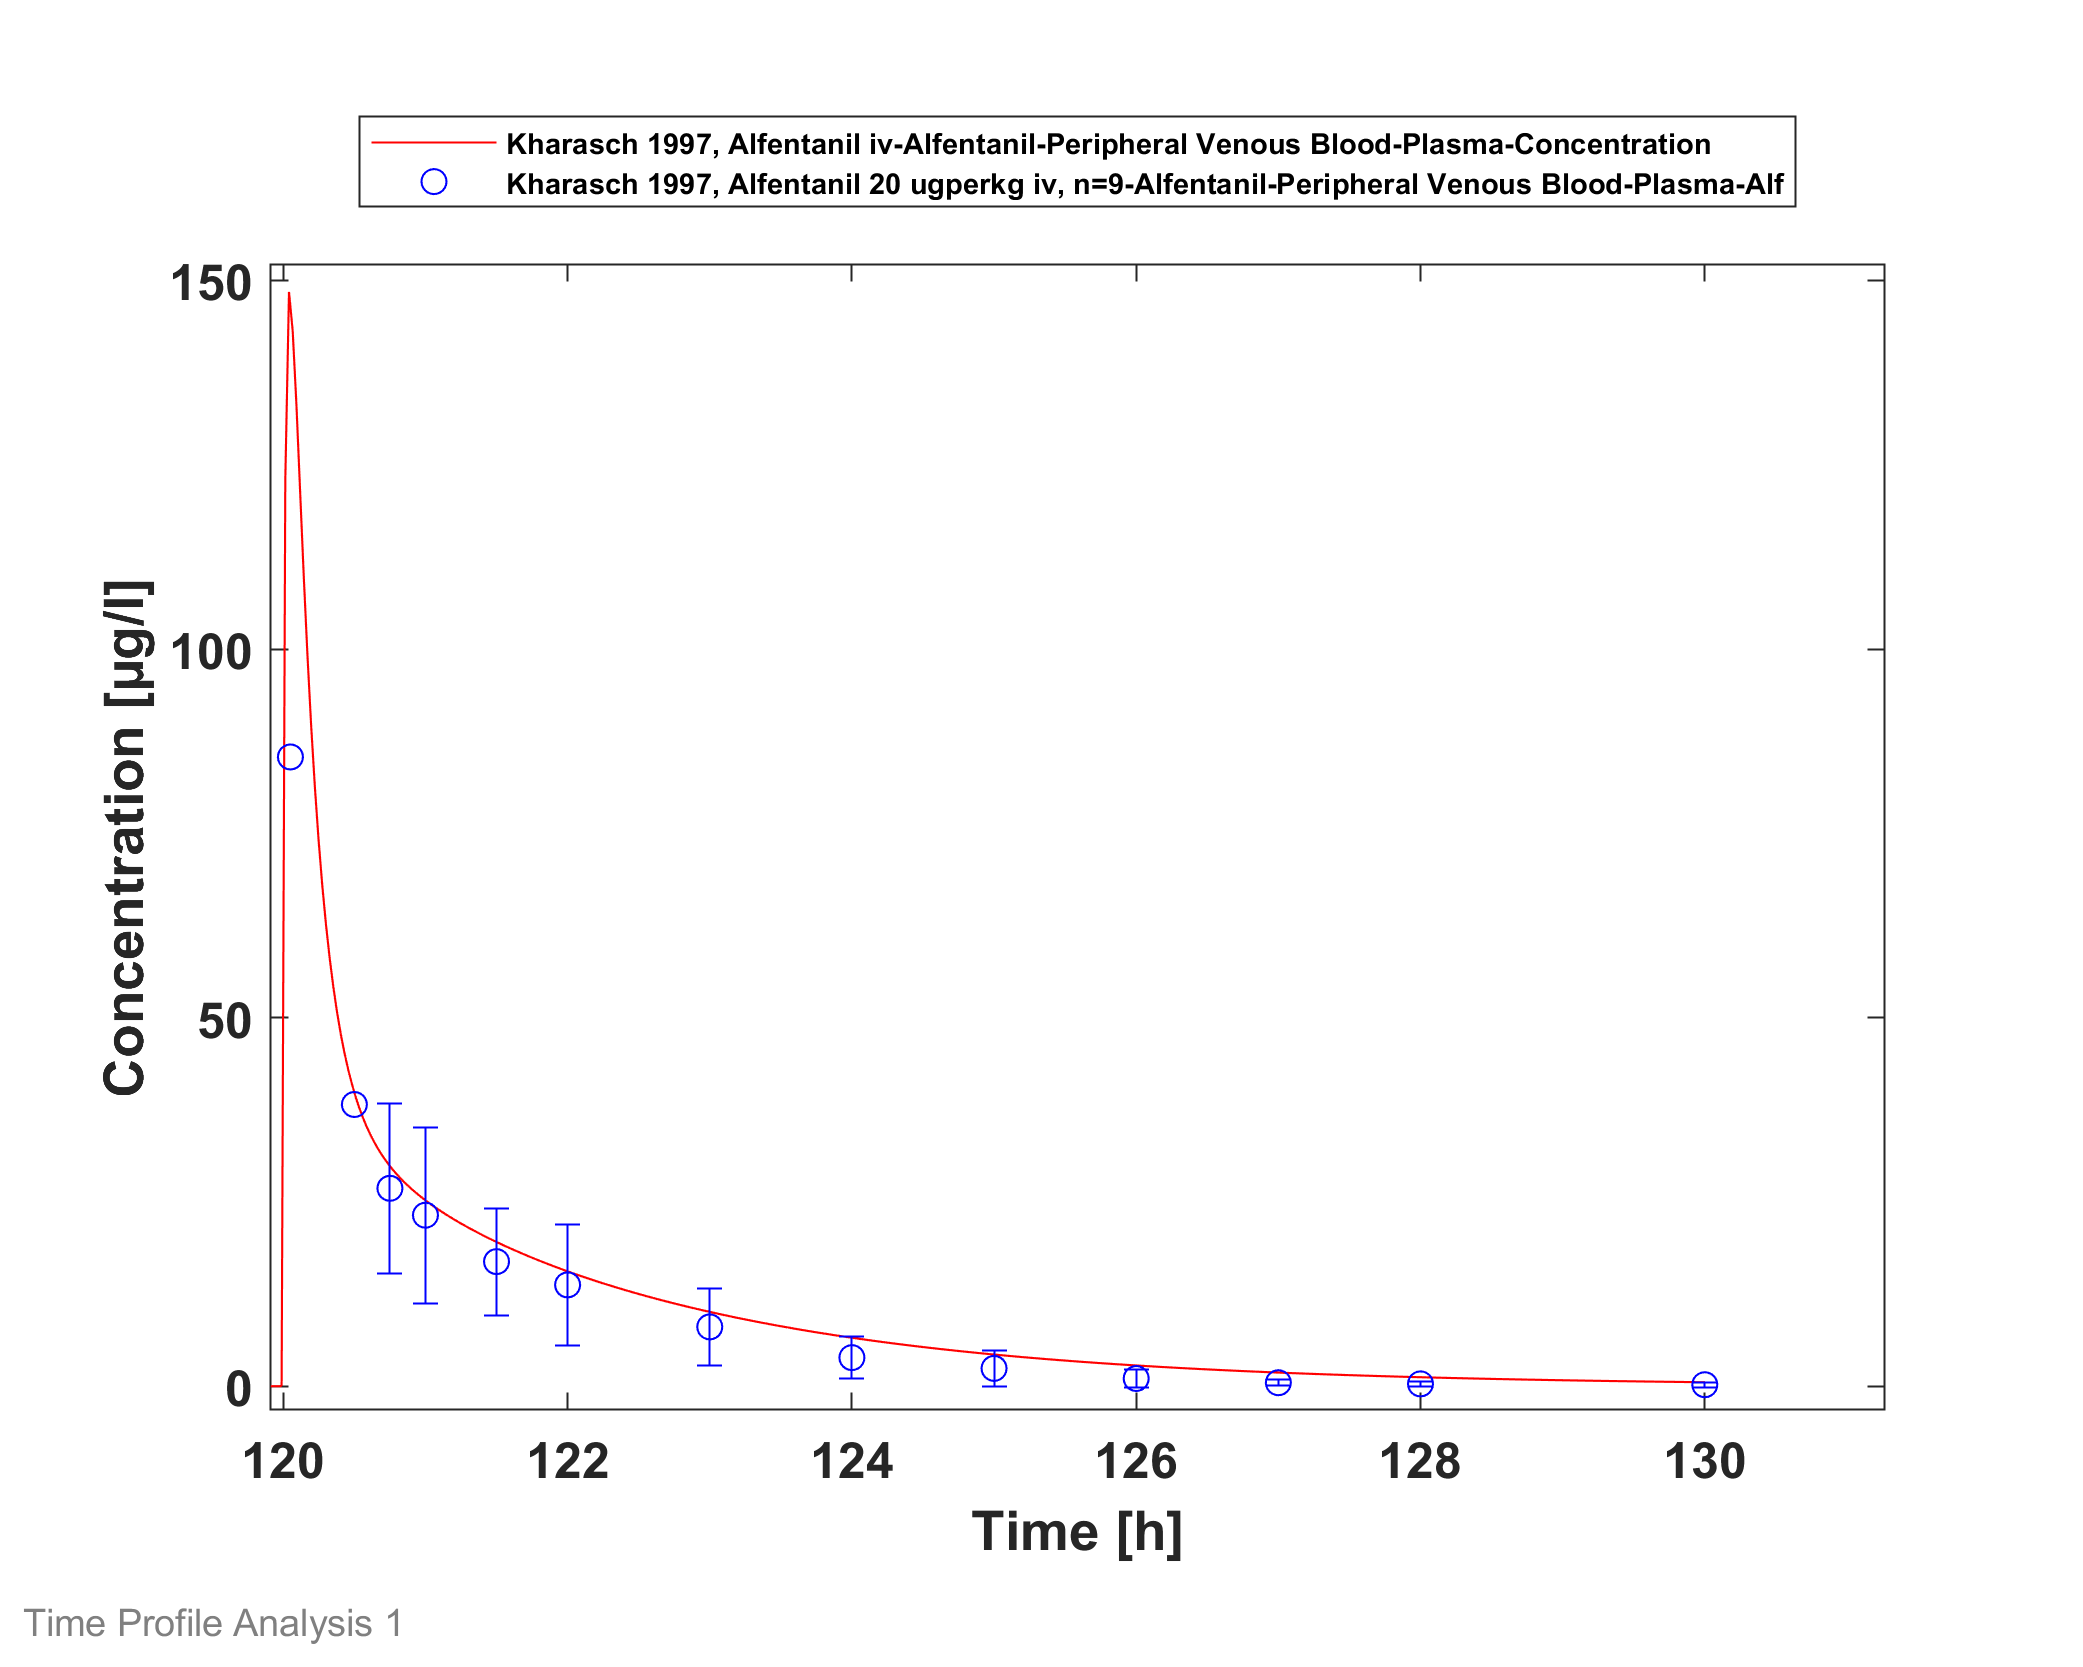 Kharasch 1997, Alfentanil iv-Alfentanil-Peripheral Venous Blood-Plasma-Concentration
Kharasch 1997, Alfentanil 20 ugperkg iv, n=9-Alfentanil-Peripheral Venous Blood-Plasma-Alf
150
100
50
0
Concentration [µg/l]
120 122 124 126 128 130
Time [h]
Time Profile Analysis 1